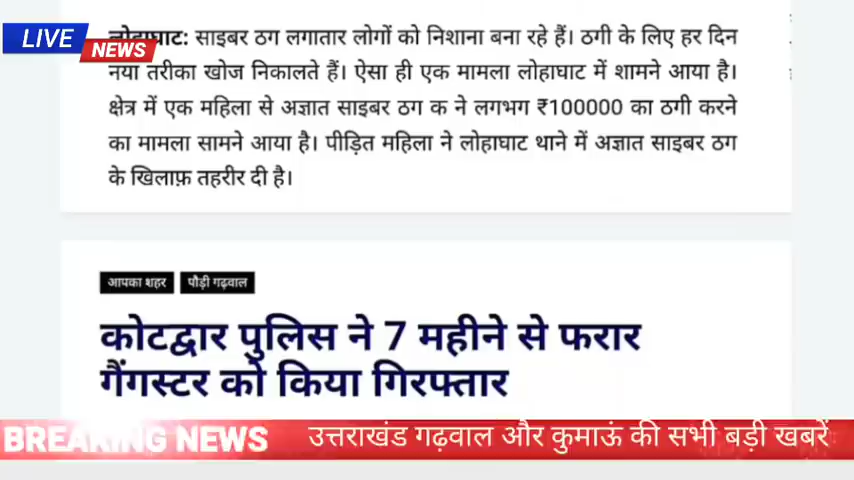 LIVE
NEWS
लोहाघाट: साइबर ठग लगातार लोगों को निशाना बना रहे हैं। ठगी के लिए हर दिन
नया तरीका खोज निकालते हैं। ऐसा ही एक मामला लोहाघाट में शामने आया है।
क्षेत्र में एक महिला से अज्ञात साइबर ठग क ने लगभग ₹100000 का ठगी करने
का मामला सामने आया है। पीड़ित महिला ने लोहाघाट थाने में अज्ञात साइबर ठग
के खिलाफ़ तहरीर दी है।
आपका शहर पौड़ी गढ़वाल
कोटद्वार पुलिस ने 7 महीने से फरार
गैंगस्टर को किया गिरफ्तार
BREAKING NEWS उत्तराखंड गढ़वाल और कुमाऊं की सभी बड़ी खबरें